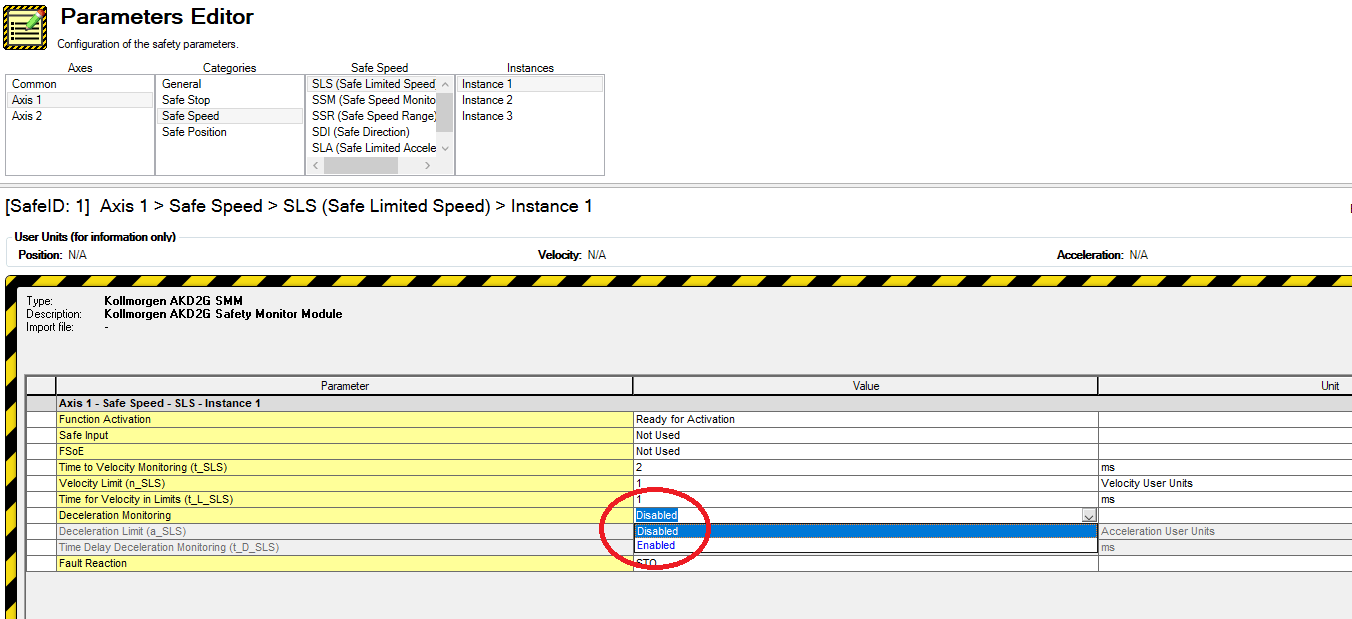 Parameters Editor
Configuration of the safety parameters.
Axes Categories Safe Speed Instances
Common General SLS (Safe Limited Speed Instance 1
Axis 1 Safe Stop SSM (Safe Speed Monito Instance 2
Axis 2 Safe Speed SSR (Safe Speed Range) Instance 3
Safe Position SDI (Safe Direction)
SLA (Safe Limited Accele
[SafeID: 1] Axis 1 > Safe Speed > SLS (Safe Limited Speed) > Instance 1
User Units (for information only)
Position: N/A Velocity: N/A Acceleration: N/A
Type: Kollmorgen AKD2G SMM
Description: Kollmorgen AKD2G Safety Monitor Module
Import file: -
Parameter Value Unit
Axis 1 - Safe Speed - SLS - Instance 1
Function Activation Ready for Activation
Safe Input Not Used
FSoE Not Used
Time to Velocity Monitoring (t_SLS) 2 ms
Velocity Limit (n_SLS) 1 Velocity User Units
Time for Velocity in Limits (t_L_SLS) 1 ms
Deceleration Monitoring Disabled
Deceleration Limit (a_SLS) Disabled Acceleration User Units
Time Delay Deceleration Monitoring (t_D_SLS) Enabled ms
Fault Reaction STO